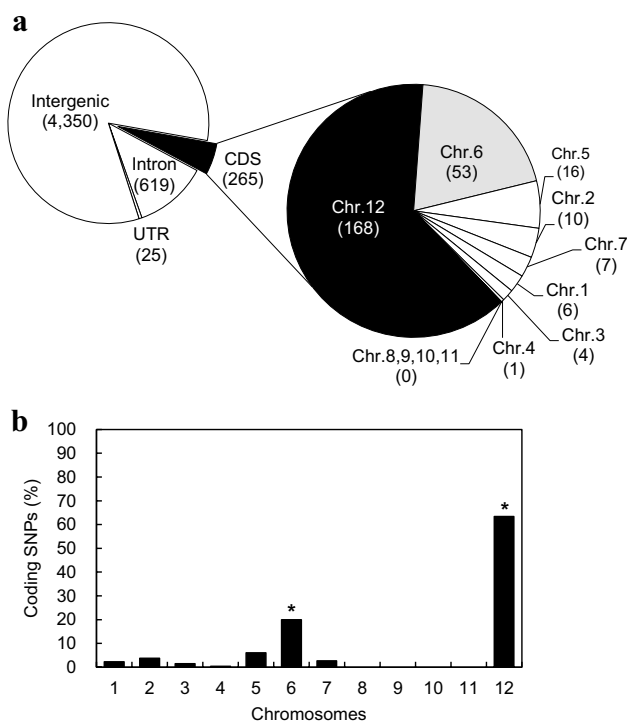 a
Intergenic
(4,350)
Intron
(619)
UTR
(25)
CDS
(265)
Chr.12
(168)
Chr.6
(53)
Chr.5
(16)
Chr.2
(10)
Chr.7
(7)
Chr.1
(6)
Chr.3
(4)
Chr.4
(1)
Chr.8,9,10,11
(0)
b
Coding SNPs (%)
100
90
80
70
60
50
40
30
20
10
0
*
*
1 2 3 4 5 6 7 8 9 10 11 12
Chromosomes